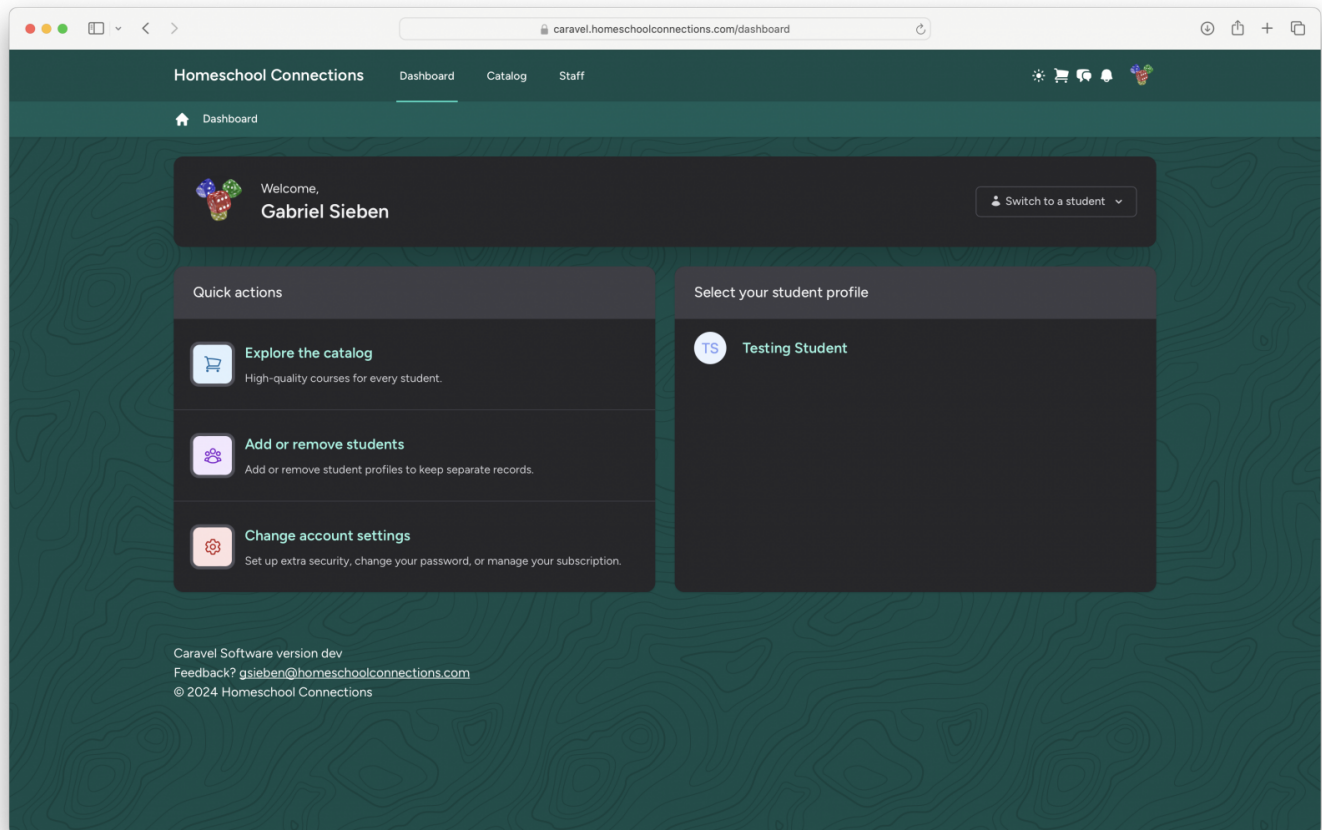 caravel.homeschoolconnections.com/dashboard
Homeschool Connections
Dashboard
Catalog
Staff
Dashboard
Welcome,
Gabriel Sieben
Switch to a student
Quick actions
Explore the catalog
High-quality courses for every student.
Add or remove students
Add or remove student profiles to keep separate records.
Change account settings
Set up extra security, change your password, or manage your subscription.
Select your student profile
TS
Testing Student
Caravel Software version dev
Feedback? gsieben@homeschoolconnections.com
© 2024 Homeschool Connections